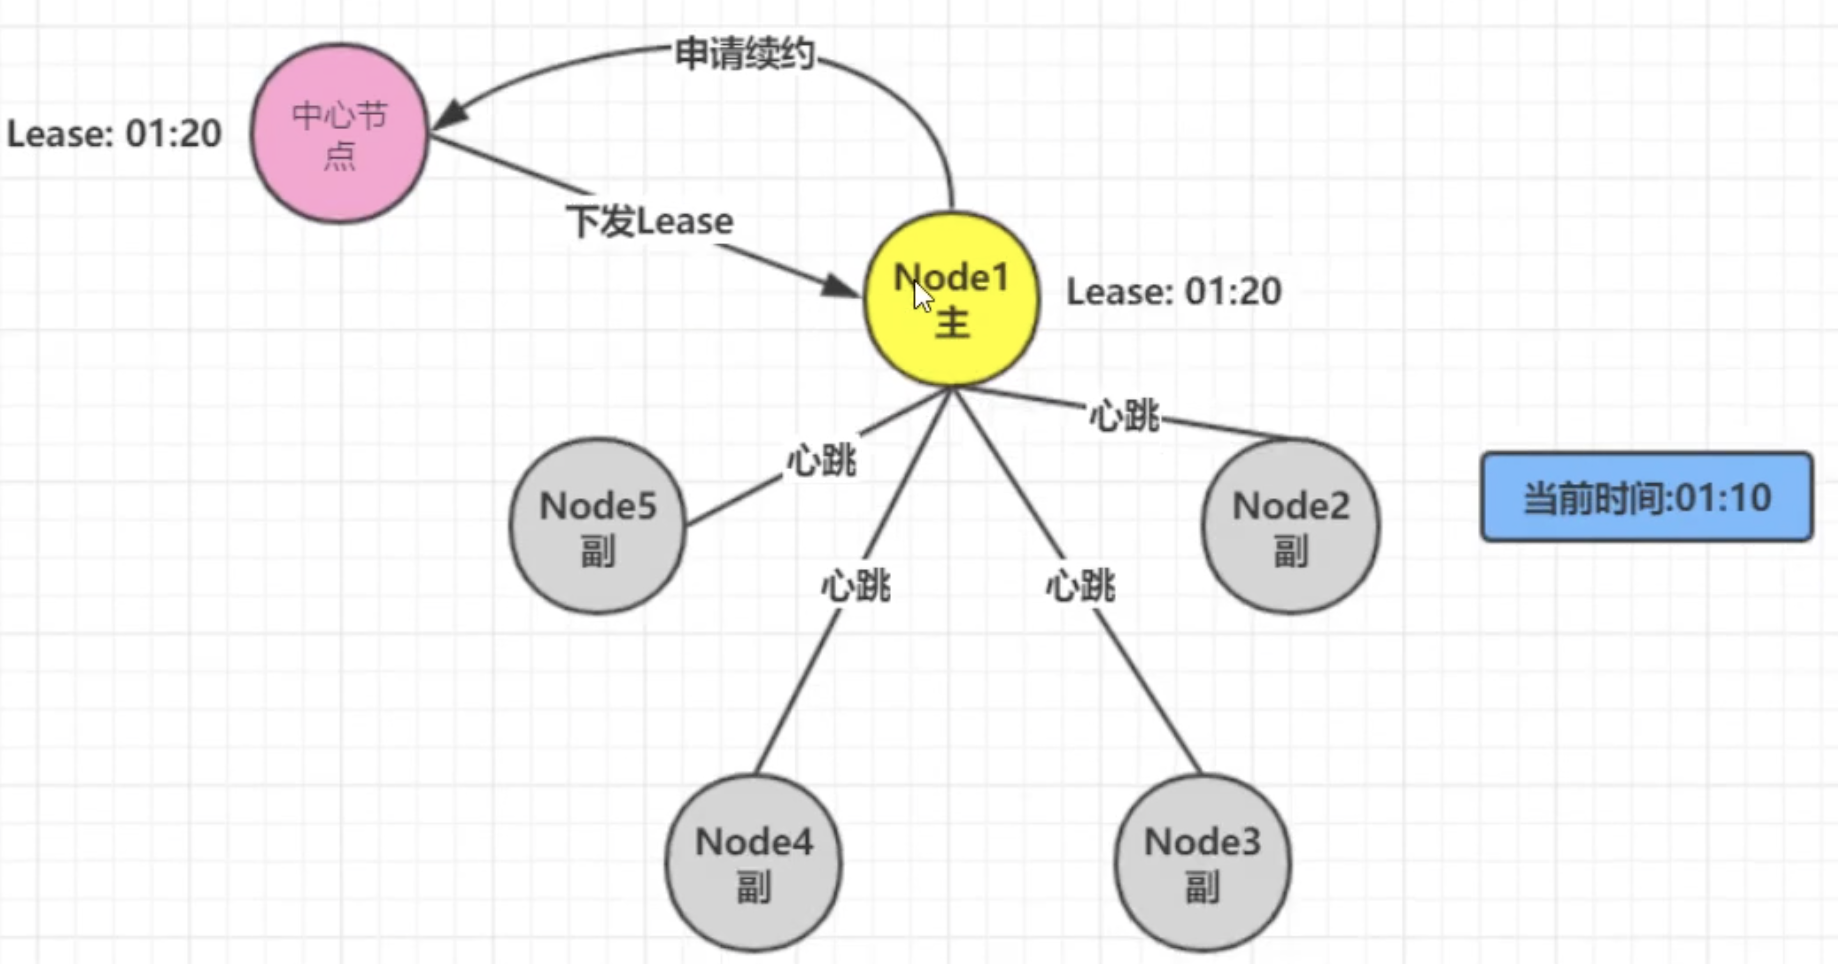 申请续约
中心节
点
Lease: 01:20
下发Lease
Node1
主
Lease: 01:20
心跳
心跳
Node5
副
Node2
副
当前时间:01:10
心跳
心跳
Node4
副
Node3
副